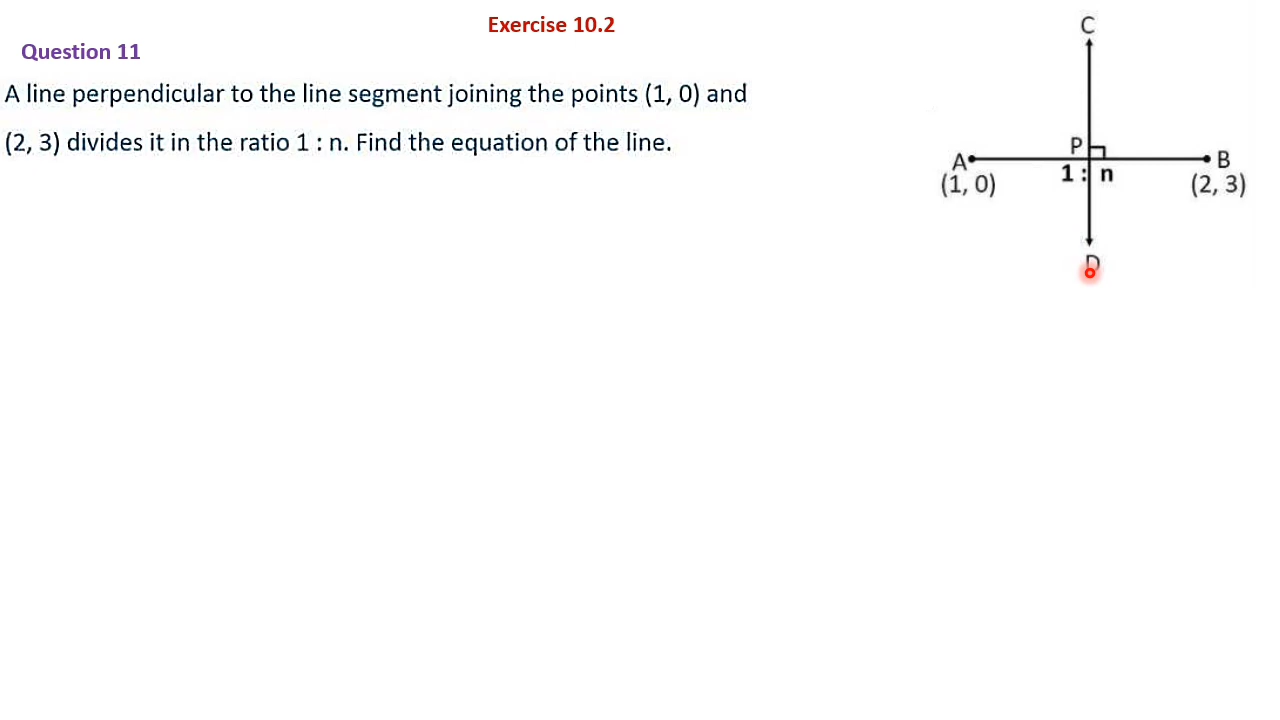 Exercise 10.2
Question 11
A line perpendicular to the line segment joining the points (1, 0) and
(2, 3) divides it in the ratio 1 : n. Find the equation of the line.
C
P
A B
1 : n
(1, 0) (2, 3)
D